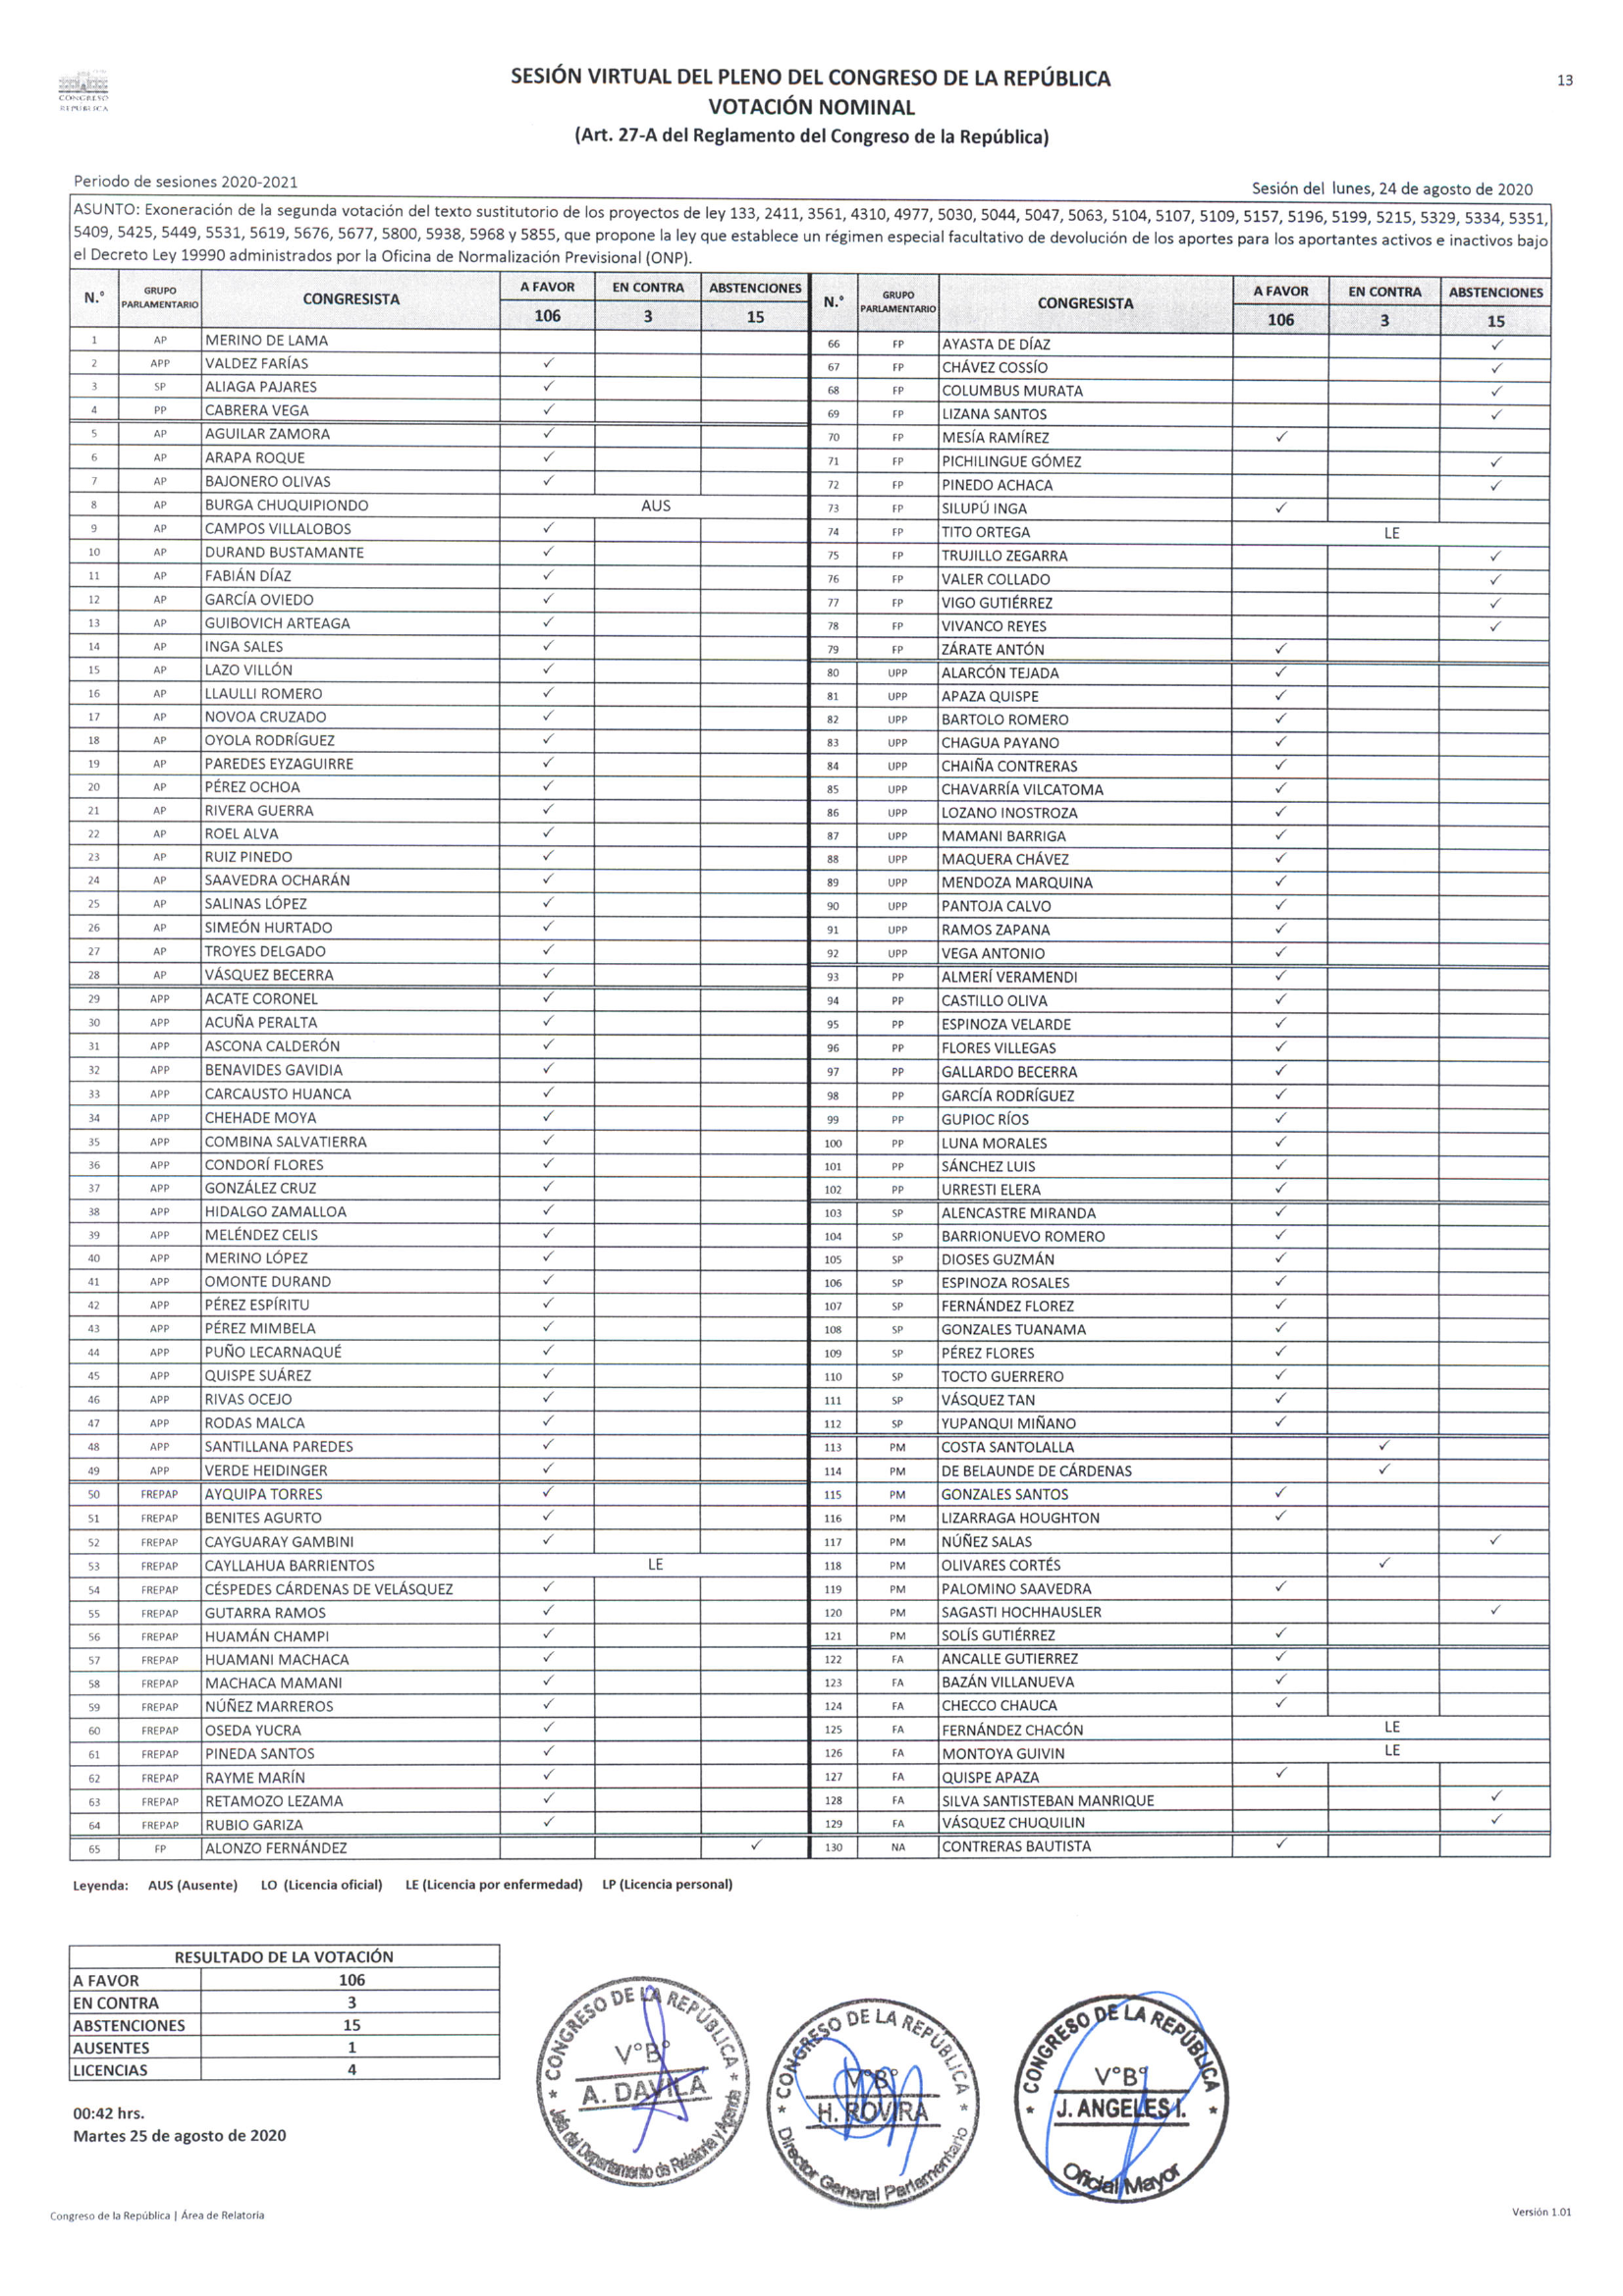 CONGRESO
REPÚBLICA
SESIÓN VIRTUAL DEL PLENO DEL CONGRESO DE LA REPÚBLICA
13
VOTACIÓN NOMINAL
(Art. 27-A del Reglamento del Congreso de la República)
Periodo de sesiones 2020-2021
Sesión del lunes, 24 de agosto de 2020
ASUNTO: Exoneración de la segunda votación del texto sustitutorio de los proyectos de ley 133, 2411, 3561, 4310, 4977, 5030, 5044, 5047, 5063, 5104, 5107, 5109, 5157, 5196, 5199, 5215, 5329, 5334, 5351,
5409, 5425, 5449, 5531, 5619, 5676, 5677, 5800, 5938, 5968 y 5855, que propone la ley que establece un régimen especial facultativo de devolución de los aportes para los aportantes activos e inactivos bajo
el Decreto Ley 19990 administrados por la Oficina de Normalización Previsional (ONP).
N.° GRUPO PARLAMENTARIO CONGRESISTA A FAVOR EN CONTRA ABSTENCIONES
106 3 15
1 AP MERINO DE LAMA
2 APP VALDEZ FARÍAS ✓
3 SP ALIAGA PAJARES ✓
4 PP CABRERA VEGA ✓
5 AP AGUILAR ZAMORA ✓
6 AP ARAPA ROQUE ✓
7 AP BAJONERO OLIVAS ✓
8 AP BURGA CHUQUIPIONDO AUS
9 AP CAMPOS VILLALOBOS ✓
10 AP DURAND BUSTAMANTE ✓
11 AP FABIÁN DÍAZ ✓
12 AP GARCÍA OVIEDO ✓
13 AP GUIBOVICH ARTEAGA ✓
14 AP INGA SALES ✓
15 AP LAZO VILLÓN ✓
16 AP LLAULLI ROMERO ✓
17 AP NOVOA CRUZADO ✓
18 AP OYOLA RODRÍGUEZ ✓
19 AP PAREDES EYZAGUIRRE ✓
20 AP PÉREZ OCHOA ✓
21 AP RIVERA GUERRA ✓
22 AP ROEL ALVA ✓
23 AP RUIZ PINEDO ✓
24 AP SAAVEDRA OCHARÁN ✓
25 AP SALINAS LÓPEZ ✓
26 AP SIMEÓN HURTADO ✓
27 AP TROYES DELGADO ✓
28 AP VÁSQUEZ BECERRA ✓
29 APP ACATE CORONEL ✓
30 APP ACUÑA PERALTA ✓
31 APP ASCONA CALDERÓN ✓
32 APP BENAVIDES GAVIDIA ✓
33 APP CARCAUSTO HUANCA ✓
34 APP CHEHADE MOYA ✓
35 APP COMBINA SALVATIERRA ✓
36 APP CONDORÍ FLORES ✓
37 APP GONZÁLEZ CRUZ ✓
38 APP HIDALGO ZAMALLOA ✓
39 APP MELÉNDEZ CELIS ✓
40 APP MERINO LÓPEZ ✓
41 APP OMONTE DURAND ✓
42 APP PÉREZ ESPÍRITU ✓
43 APP PÉREZ MIMBELA ✓
44 APP PUÑO LECARNAQUÉ ✓
45 APP QUISPE SUÁREZ ✓
46 APP RIVAS OCEJO ✓
47 APP RODAS MALCA ✓
48 APP SANTILLANA PAREDES ✓
49 APP VERDE HEIDINGER ✓
50 FREPAP AYQUIPA TORRES ✓
51 FREPAP BENITES AGURTO ✓
52 FREPAP CAYGUARAY GAMBINI ✓
53 FREPAP CAYLLAHUA BARRIENTOS LE
54 FREPAP CÉSPEDES CÁRDENAS DE VELÁSQUEZ ✓
55 FREPAP GUTARRA RAMOS ✓
56 FREPAP HUAMÁN CHAMPI ✓
57 FREPAP HUAMANI MACHACA ✓
58 FREPAP MACHACA MAMANI ✓
59 FREPAP NÚÑEZ MARREROS ✓
60 FREPAP OSEDA YUCRA ✓
61 FREPAP PINEDA SANTOS ✓
62 FREPAP RAYME MARÍN ✓
63 FREPAP RETAMOZO LEZAMA ✓
64 FREPAP RUBIO GARIZA ✓
65 FP ALONZO FERNÁNDEZ ✓
N.° GRUPO PARLAMENTARIO CONGRESISTA A FAVOR EN CONTRA ABSTENCIONES
106 3 15
66 FP AYASTA DE DÍAZ ✓
67 FP CHÁVEZ COSSÍO ✓
68 FP COLUMBUS MURATA ✓
69 FP LIZANA SANTOS ✓
70 FP MESÍA RAMÍREZ ✓
71 FP PICHILINGUE GÓMEZ ✓
72 FP PINEDO ACHACA ✓
73 FP SILUPÚ INGA ✓
74 FP TITO ORTEGA LE
75 FP TRUJILLO ZEGARRA ✓
76 FP VALER COLLADO ✓
77 FP VIGO GUTIÉRREZ ✓
78 FP VIVANCO REYES ✓
79 FP ZÁRATE ANTÓN ✓
80 UPP ALARCÓN TEJADA ✓
81 UPP APAZA QUISPE ✓
82 UPP BARTOLO ROMERO ✓
83 UPP CHAGUA PAYANO ✓
84 UPP CHAIÑA CONTRERAS ✓
85 UPP CHAVARRÍA VILCATOMA ✓
86 UPP LOZANO INOSTROZA ✓
87 UPP MAMANI BARRIGA ✓
88 UPP MAQUERA CHÁVEZ ✓
89 UPP MENDOZA MARQUINA ✓
90 UPP PANTOJA CALVO ✓
91 UPP RAMOS ZAPANA ✓
92 UPP VEGA ANTONIO ✓
93 PP ALMERÍ VERAMENDI ✓
94 PP CASTILLO OLIVA ✓
95 PP ESPINOZA VELARDE ✓
96 PP FLORES VILLEGAS ✓
97 PP GALLARDO BECERRA ✓
98 PP GARCÍA RODRÍGUEZ ✓
99 PP GUPIOC RÍOS ✓
100 PP LUNA MORALES ✓
101 PP SÁNCHEZ LUIS ✓
102 PP URRESTI ELERA ✓
103 SP ALENCASTRE MIRANDA ✓
104 SP BARRIONUEVO ROMERO ✓
105 SP DIOSES GUZMÁN ✓
106 SP ESPINOZA ROSALES ✓
107 SP FERNÁNDEZ FLOREZ ✓
108 SP GONZALES TUANAMA ✓
109 SP PÉREZ FLORES ✓
110 SP TOCTO GUERRERO ✓
111 SP VÁSQUEZ TAN ✓
112 SP YUPANQUI MIÑANO ✓
113 PM COSTA SANTOLALLA ✓
114 PM DE BELAUNDE DE CÁRDENAS ✓
115 PM GONZALES SANTOS ✓
116 PM LIZARRAGA HOUGHTON ✓
117 PM NÚÑEZ SALAS ✓
118 PM OLIVARES CORTÉS ✓
119 PM PALOMINO SAAVEDRA ✓
120 PM SAGASTI HOCHHAUSLER ✓
121 PM SOLÍS GUTIÉRREZ ✓
122 FA ANCALLE GUTIERREZ ✓
123 FA BAZÁN VILLANUEVA ✓
124 FA CHECCO CHAUCA ✓
125 FA FERNÁNDEZ CHACÓN LE
126 FA MONTOYA GUIVIN LE
127 FA QUISPE APAZA ✓
128 FA SILVA SANTISTEBAN MANRIQUE ✓
129 FA VÁSQUEZ CHUQUILIN ✓
130 NA CONTRERAS BAUTISTA ✓
Leyenda: AUS (Ausente) LO (Licencia oficial) LE (Licencia por enfermedad) LP (Licencia personal)
RESULTADO DE LA VOTACIÓN
A FAVOR 106
EN CONTRA 3
ABSTENCIONES 15
AUSENTES 1
LICENCIAS 4
00:42 hrs.
Martes 25 de agosto de 2020
CONGRESO DE LA REPÚBLICA
V°B°
A. DAVILA
Jefa del Departamento de Relatoría y Agenda
CONGRESO DE LA REPÚBLICA
V°B°
H. ROVIRA
Director General Parlamentario
CONGRESO DE LA REPÚBLICA
V°B°
J. ANGELES I.
Oficial Mayor
Congreso de la República | Área de Relatoría
Versión 1.01